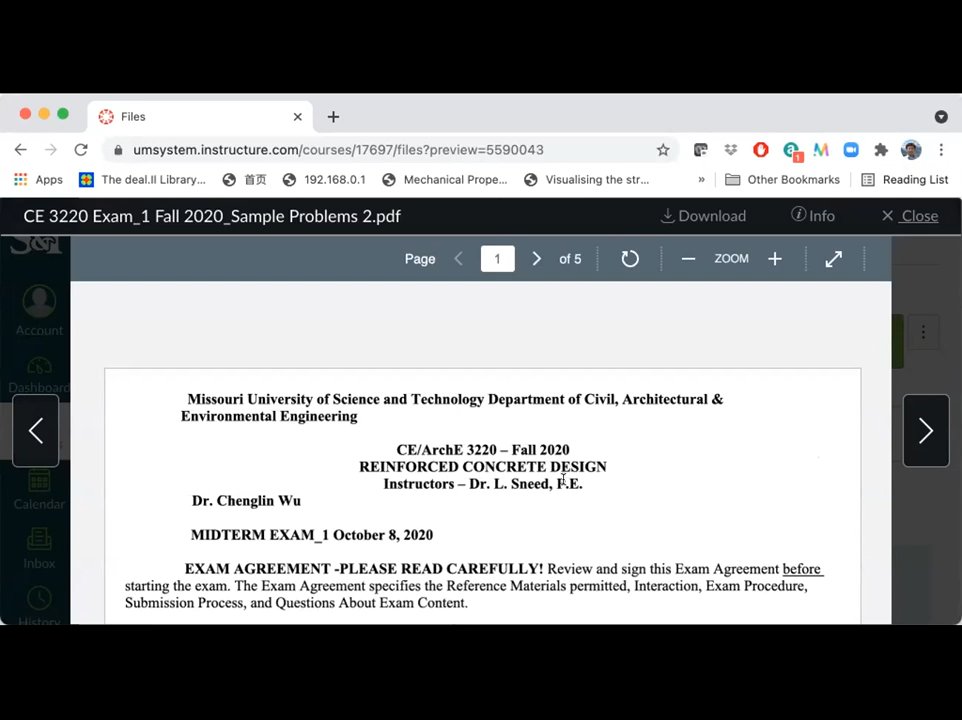 Files
umsystem.instructure.com/courses/17697/files?preview=5590043
1
Apps
The deal.II Library...
首页
192.168.0.1
Mechanical Prope...
Visualising the str...
»
Other Bookmarks
Reading List
CE 3220 Exam_1 Fall 2020_Sample Problems 2.pdf
Download
Info
Close
S&T
Page
1
of 5
ZOOM
Account
Dashboard
Calendar
Inbox
History
Missouri University of Science and Technology Department of Civil, Architectural &
Environmental Engineering
CE/ArchE 3220 – Fall 2020
REINFORCED CONCRETE DESIGN
Instructors – Dr. L. Sneed, P.E.
Dr. Chenglin Wu
MIDTERM EXAM_1 October 8, 2020
EXAM AGREEMENT -PLEASE READ CAREFULLY! Review and sign this Exam Agreement before
starting the exam. The Exam Agreement specifies the Reference Materials permitted, Interaction, Exam Procedure,
Submission Process, and Questions About Exam Content.